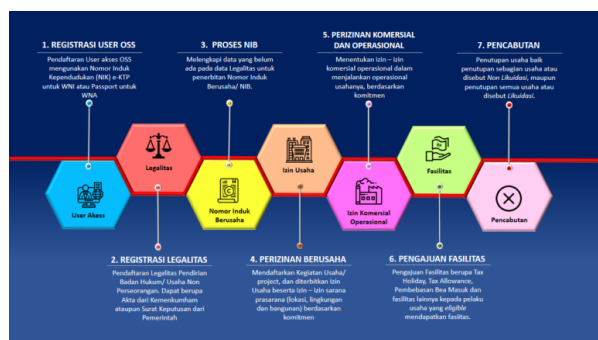 1. REGISTRASI USER OSS
Pendaftaran User akses OSS
mengunakan Nomor Induk
Kependudukan (NIK) e-KTP
untuk WNI atau Passport untuk
WNA
3. PROSES NIB
Melengkapi data yang belum
ada pada data Legalitas untuk
penerbitan Nomor Induk
Berusaha/ NIB.
5. PERIZINAN KOMERSIAL
DAN OPERASIONAL
Menentukan Izin – izin
komersial operasional dalam
menjalankan operasional
usahanya, berdasarkan
komitmen
7. PENCABUTAN
Penutupan usaha baik
penutupan sebagian usaha atau
disebut Non Likuidasi, maupun
penutupan semua usaha atau
disebut Likuidasi.
User Akess
Legalitas
Nomor Induk
Berusaha
Izin Usaha
Izin Komersial
Operasional
Fasilitas
Pencabutan
2. REGISTRASI LEGALITAS
Pendaftaran Legalitas Pendirian
Badan Hukum/ Usaha Non
Perseorangan. Dapat berupa
Akta dari Kemenkumham
ataupun Surat Keputusan dari
Pemerintah
4. PERIZINAN BERUSAHA
Mendaftarkan Kegiatan Usaha/
project, dan diterbitkan Izin
Usaha beserta izin – izin sarana
prasarana (lokasi, lingkungan
dan bangunan) berdasarkan
komitmen
6. PENGAJUAN FASILITAS
Pengajuan Fasilitas berupa Tax
Holiday, Tax Allowance,
Pembebasan Bea Masuk dan
fasilitas lainnya kepada pelaku
usaha yang eligible
mendapatkan fasiitas.